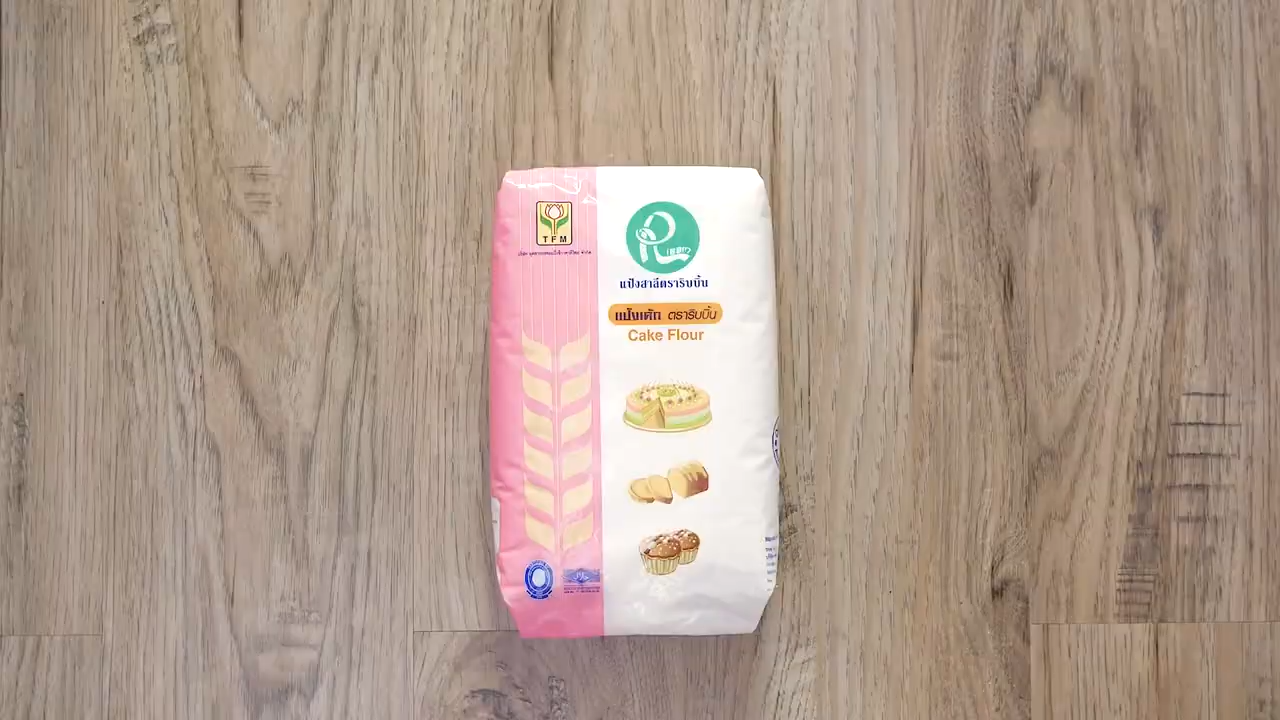 TFM
Ribbon
แป้งสาลีตราริบบิ้น
แป้งเค้ก ตราริบบิ้น
Cake Flour